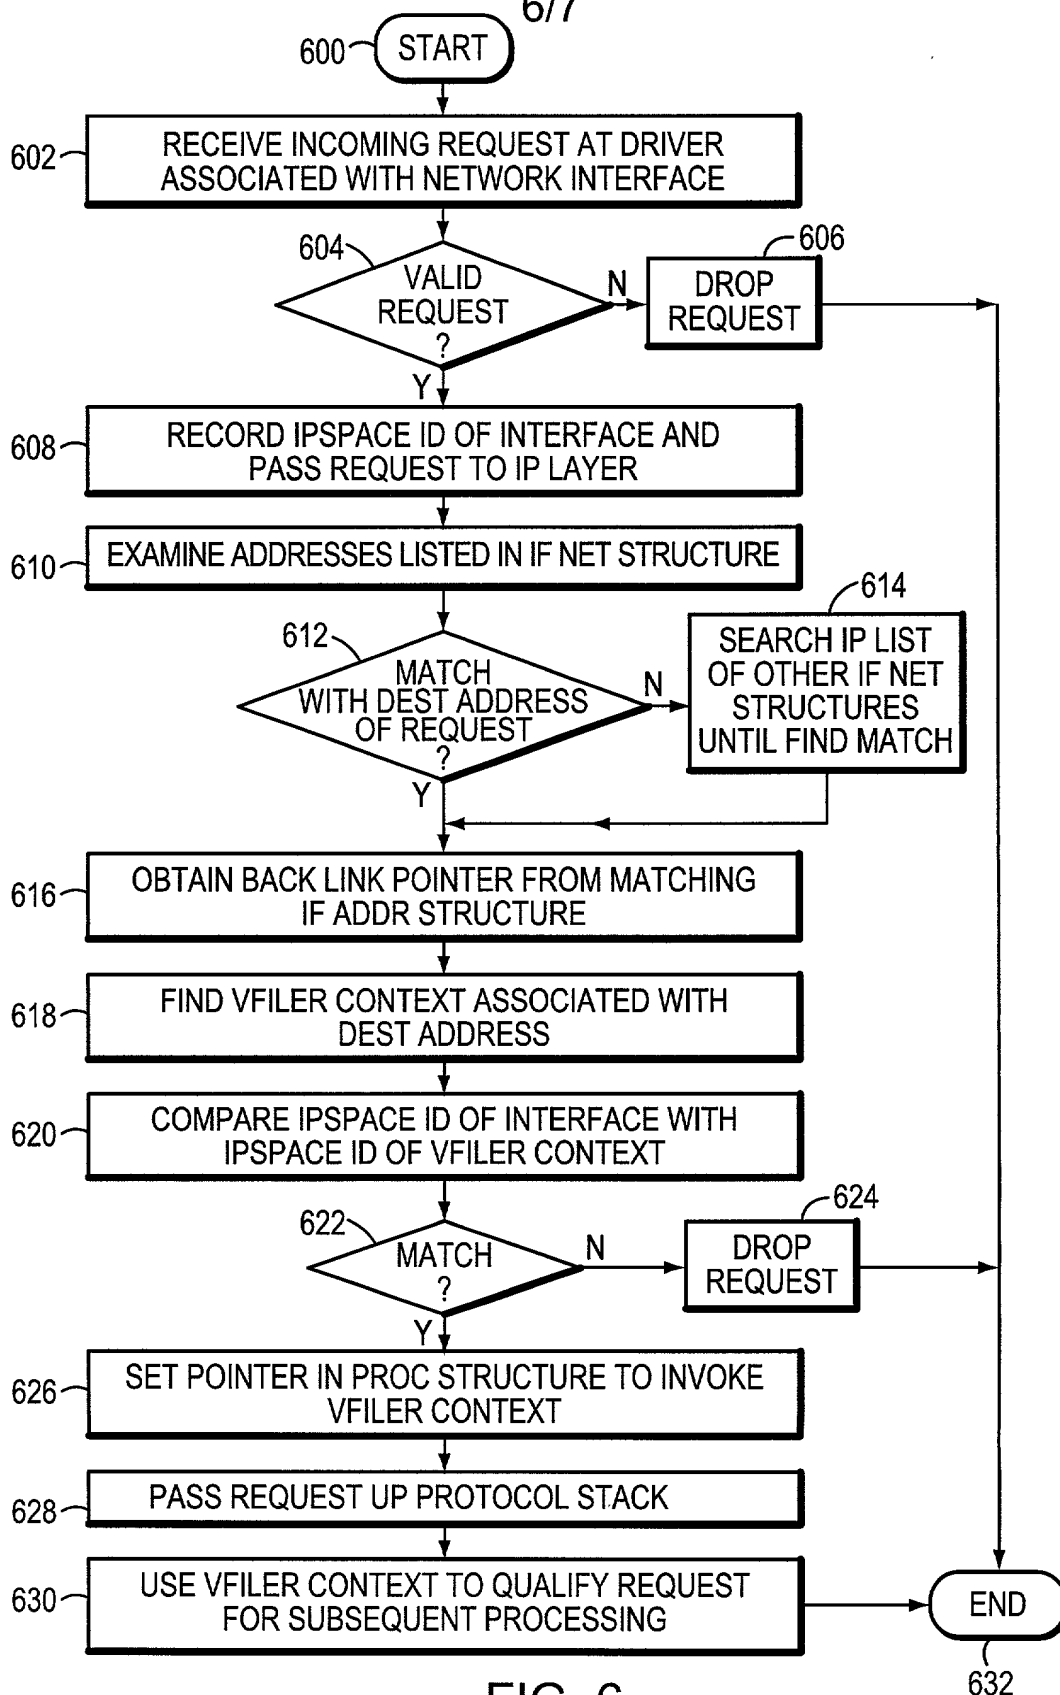 6/7
600
START
602
RECEIVE INCOMING REQUEST AT DRIVER
ASSOCIATED WITH NETWORK INTERFACE
604
VALID
REQUEST
?
N
606
DROP
REQUEST
Y
608
RECORD IPSPACE ID OF INTERFACE AND
PASS REQUEST TO IP LAYER
610
EXAMINE ADDRESSES LISTED IN IF NET STRUCTURE
612
MATCH
WITH DEST ADDRESS
OF REQUEST
?
N
614
SEARCH IP LIST
OF OTHER IF NET
STRUCTURES
UNTIL FIND MATCH
Y
616
OBTAIN BACK LINK POINTER FROM MATCHING
IF ADDR STRUCTURE
618
FIND VFILER CONTEXT ASSOCIATED WITH
DEST ADDRESS
620
COMPARE IPSPACE ID OF INTERFACE WITH
IPSPACE ID OF VFILER CONTEXT
622
MATCH
?
N
624
DROP
REQUEST
Y
626
SET POINTER IN PROC STRUCTURE TO INVOKE
VFILER CONTEXT
628
PASS REQUEST UP PROTOCOL STACK
630
USE VFILER CONTEXT TO QUALIFY REQUEST
FOR SUBSEQUENT PROCESSING
END
632
FIG. 6